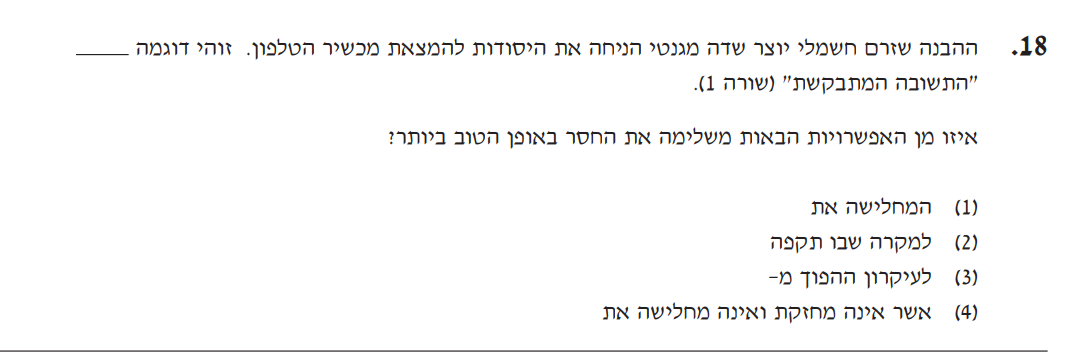 18. ההבנה שזרם חשמלי יוצר שדה מגנטי הניחה את היסודות להמצאת מכשיר הטלפון. זוהי דוגמה _____
"התשובה המתבקשת" (שורה 1).
איזו מן האפשרויות הבאות משלימה את החסר באופן הטוב ביותר?
(1) המחלישה את
(2) למקרה שבו תקפה
(3) לעיקרון ההפוך מ-
(4) אשר אינה מחזקת ואינה מחלישה את